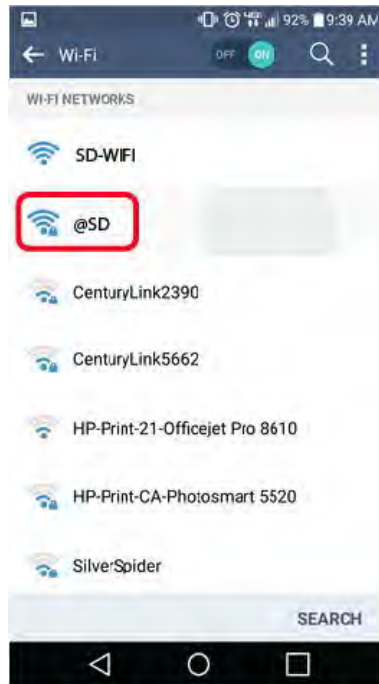 92% 9:39 AM
← Wi-Fi OFF ON
WI-FI NETWORKS
SD-WIFI
@SD
CenturyLink2390
CenturyLink5662
HP-Print-21-Officejet Pro 8610
HP-Print-CA-Photosmart 5520
SilverSpider
SEARCH